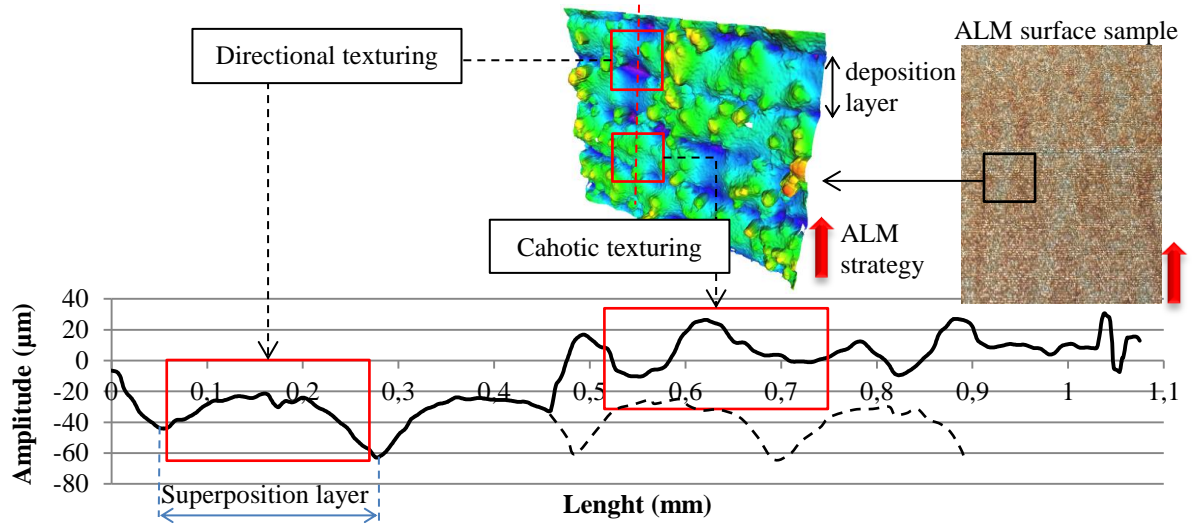 Directional texturing
ALM surface sample
deposition
layer
Cahotic texturing
ALM
strategy
Amplitude (µm)
40
20
0
-20
-40
-60
-80
0
0,1
0,2
0,3
0,4
0,5
0,6
0,7
0,8
0,9
1
1,1
Superposition layer
Lenght (mm)